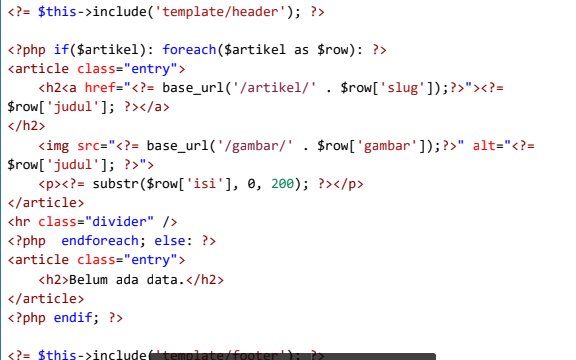 <?= $this->include('template/header'); ?>
<?php if($artikel): foreach($artikel as $row): ?>
<article class="entry">
<h2<a href="<?= base_url('/artikel/' . $row['slug']);?>"><?=
$row['judul']; ?></a>
</h2>
<img src="<?= base_url('/gambar/' . $row['gambar']);?>" alt="<?=
$row['judul']; ?>">
<p><?= substr($row['isi'], 0, 200); ?></p>
</article>
<hr class="divider" />
<?php  endforeach; else: ?>
<article class="entry">
<h2>Belum ada data.</h2>
</article>
<?php endif; ?>
<?= $this->include('template/footer'); ?>